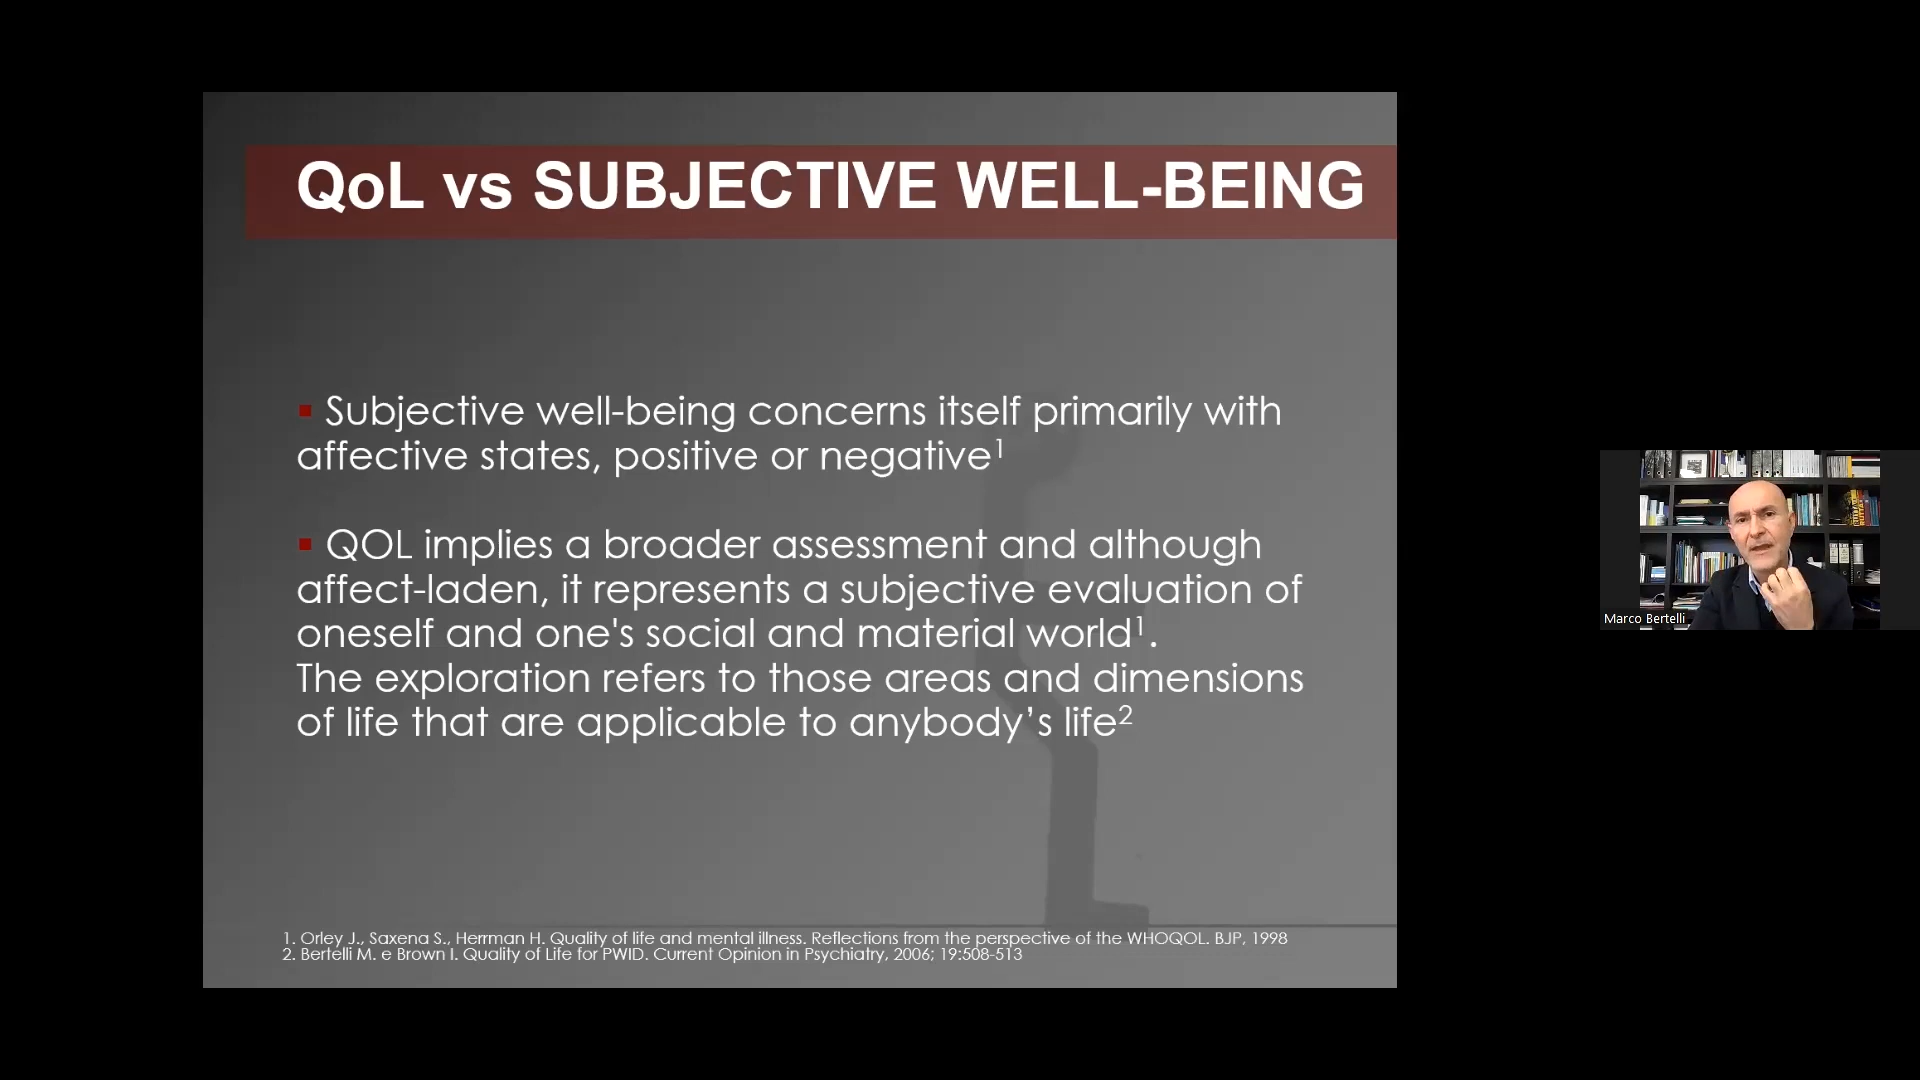 QoL vs SUBJECTIVE WELL-BEING
▪ Subjective well-being concerns itself primarily with
affective states, positive or negative¹
▪ QOL implies a broader assessment and although
affect-laden, it represents a subjective evaluation of
oneself and one's social and material world¹.
The exploration refers to those areas and dimensions
of life that are applicable to anybody’s life²
1. Orley J., Saxena S., Herrman H. Quality of life and mental illness. Reflections from the perspective of the WHOQOL. BJP, 1998
2. Bertelli M. e Brown I. Quality of Life for PWID. Current Opinion in Psychiatry, 2006; 19:508-513
Marco Bertelli